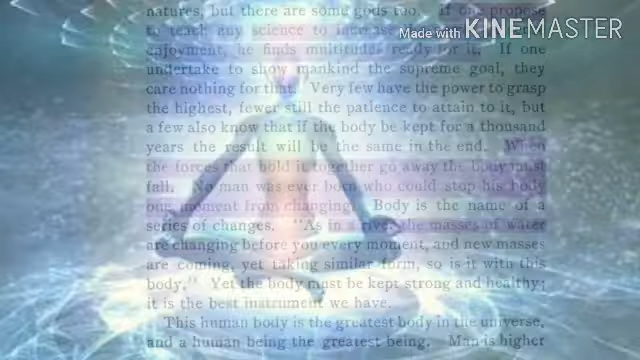 natures, but there are some gods too. If one propose
to teach any science to increase
Made with KINEMASTER
enjoyment, he finds multitudes ready for it. If one
undertake to show mankind the supreme goal, they
care nothing for that. Very few have the power to grasp
the highest, fewer still the patience to attain to it, but
a few also know that if the body be kept for a thousand
years the result will be the same in the end. When
the forces that hold it together go away the body must
fall. No man was ever born who could stop his body
one moment from changing. Body is the name of a
series of changes. "As in a river the masses of water
are changing before you every moment, and new masses
are coming, yet taking similar form, so is it with this
body." Yet the body must be kept strong and healthy;
it is the best instrument we have.
This human body is the greatest body in the universe,
and a human being the greatest being. Man is higher